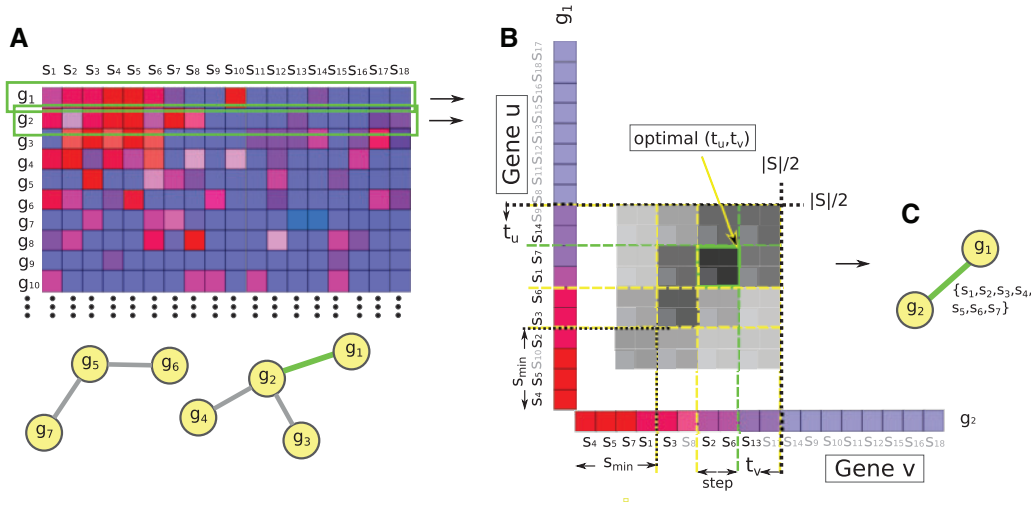 A
S1 S2 S3 S4 S5 S6 S7 S8 S9 S10 S11 S12 S13 S14 S15 S16 S17 S18
g1
g2
g3
g4
g5
g6
g7
g8
g9
g10
g5
g6
g7
g2
g1
g4
g3
B
g1
Gene u
S17
S18
S16
S15
S13
S12
S11
S8
S9
S14
S7
S1
S6
S3
S2
S10
S5
S4
optimal (tu,tv)
|S|/2
|S|/2
tu
smin
g2
S4 S5 S7 S1 S3 S8 S2 S6 S13 S14 S9 S10 S11 S12 S15 S16 S18
smin
step
tv
Gene v
C
g1
g2
{s1,s2,s3,s4,
s5,s6,s7}